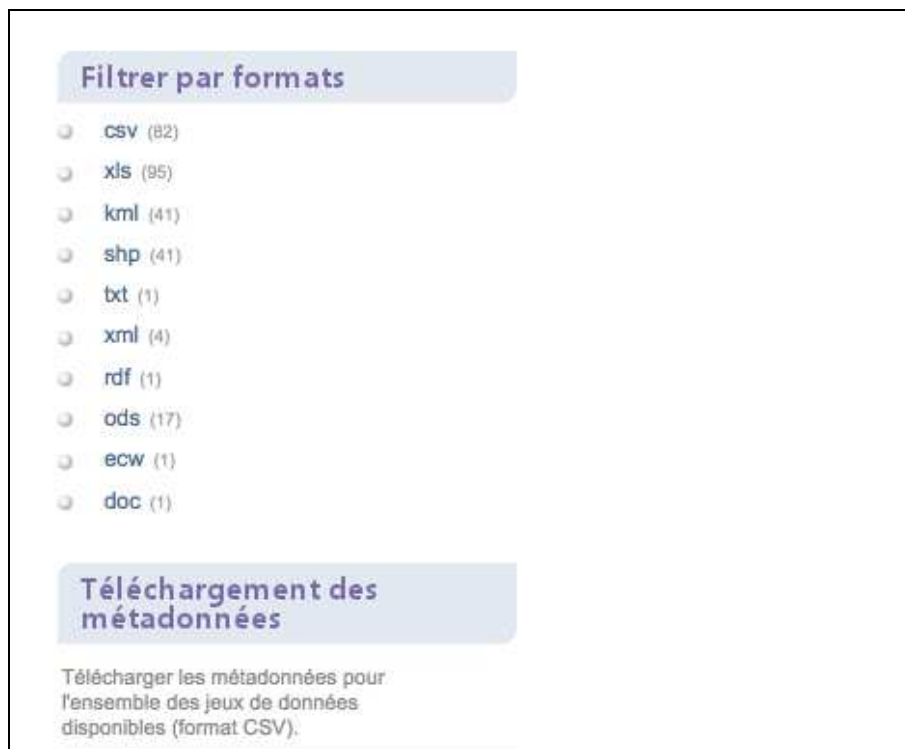 Filtrer par formats
csv (82)
xls (95)
kml (41)
shp (41)
txt (1)
xml (4)
rdf (1)
ods (17)
ecw (1)
doc (1)
Téléchargement des
métadonnées
Télécharger les métadonnées pour
l'ensemble des jeux de données
disponibles (format CSV).